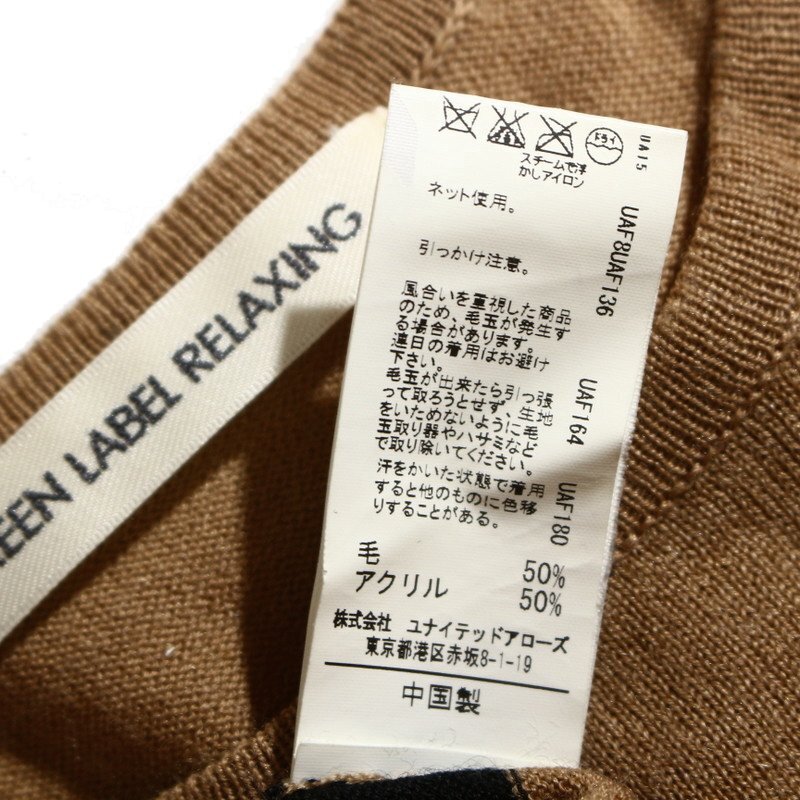 REEN LABEL RELAXING
ドライ
UA15
スチームで浮
かしアイロン
ネット使用。
引っかけ注意。
風合いを重視した商品
のため、毛玉が発生す
る場合があります。
連日の着用はお避け
下さい。
毛玉が出来たら引っ張
って取ろうとせず、生地
をいためないように毛
玉取り器やハサミなど
で取り除いてください。
汗をかいた状態で着用
すると他のものに色移
りすることがある。
UAF8UAF136 UAF164 UAF180
毛 50%
アクリル 50%
株式会社 ユナイテッドアローズ
東京都港区赤坂8-1-19
中国製